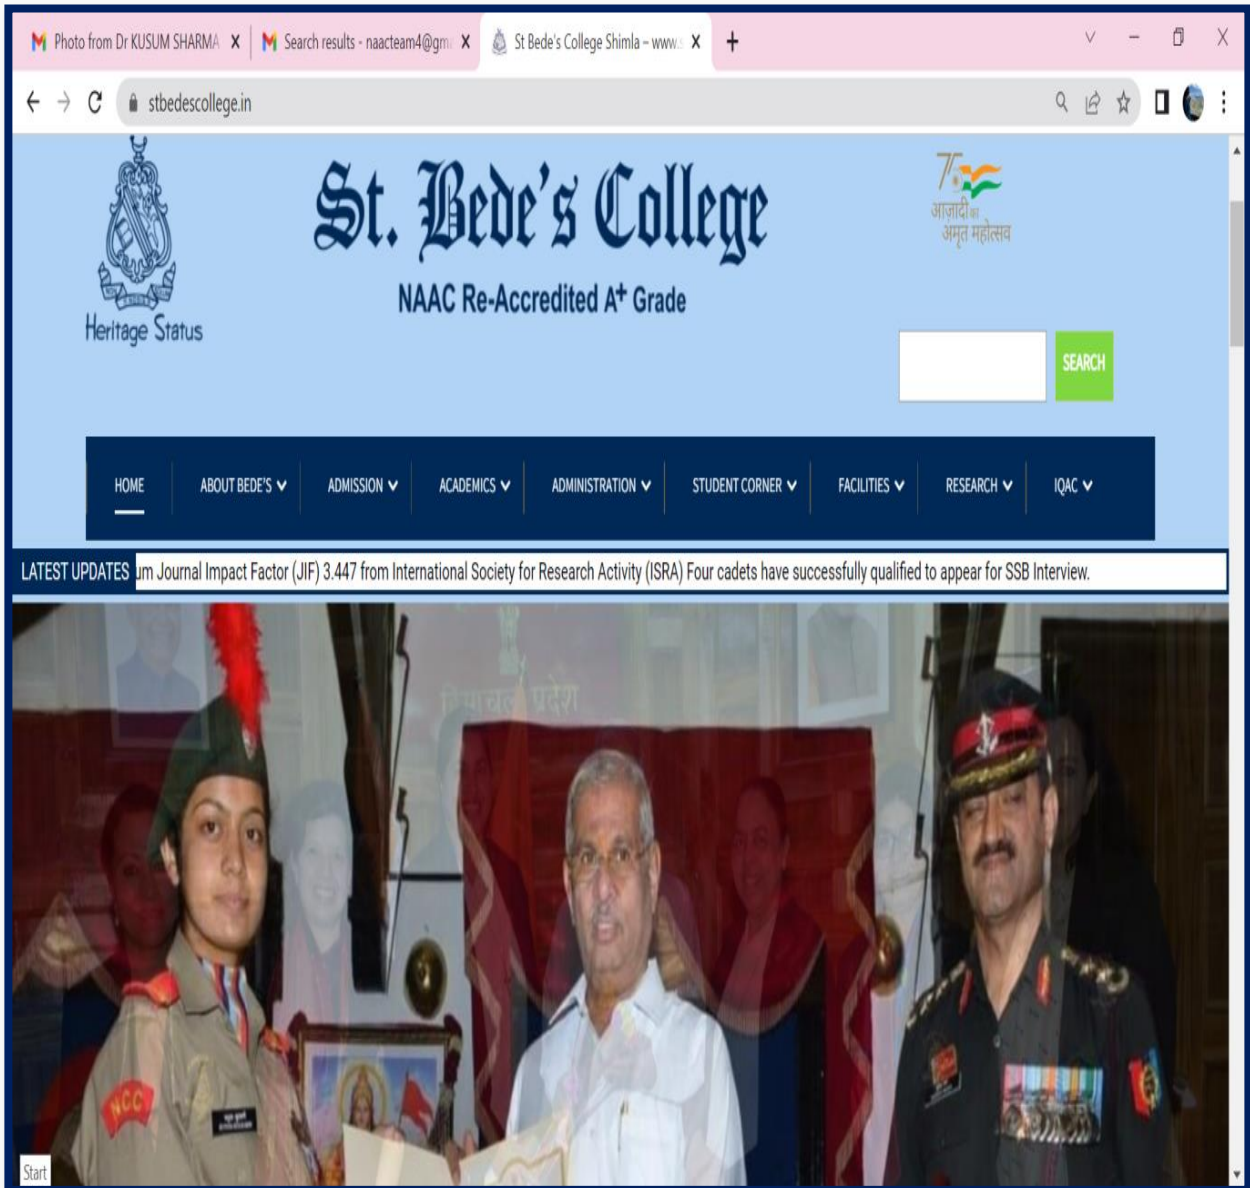 Photo from Dr KUSUM SHARMA
Search results - naacteam4@gm
St Bede's College Shimla – www.s
stbedescollege.in
St. Bede's College
NAAC Re-Accredited A+ Grade
Heritage Status
75
आज़ादी का
अमृत महोत्सव
SEARCH
HOME ABOUT BEDE'S ADMISSION ACADEMICS ADMINISTRATION STUDENT CORNER FACILITIES RESEARCH IQAC
LATEST UPDATES um Journal Impact Factor (JIF) 3.447 from International Society for Research Activity (ISRA) Four cadets have successfully qualified to appear for SSB Interview.
हिमाचल प्रदेश
NCC
Start